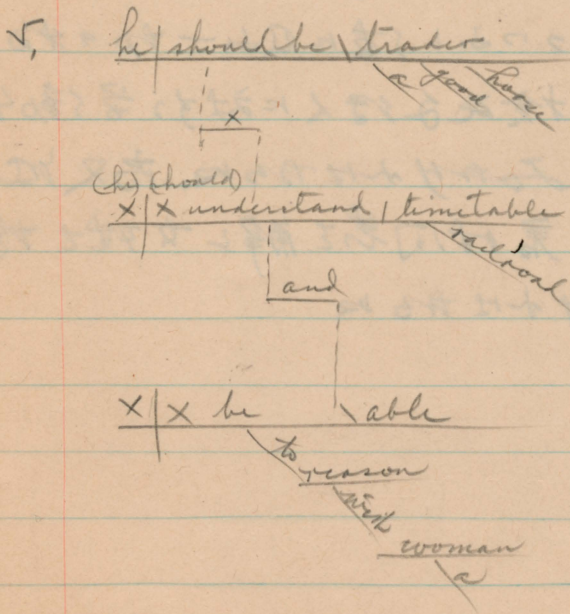 5,
he should be trader
a good horse
x
(he) (should)
x x understand timetable
railroad
and
x x be able
to
reason
with
woman
a